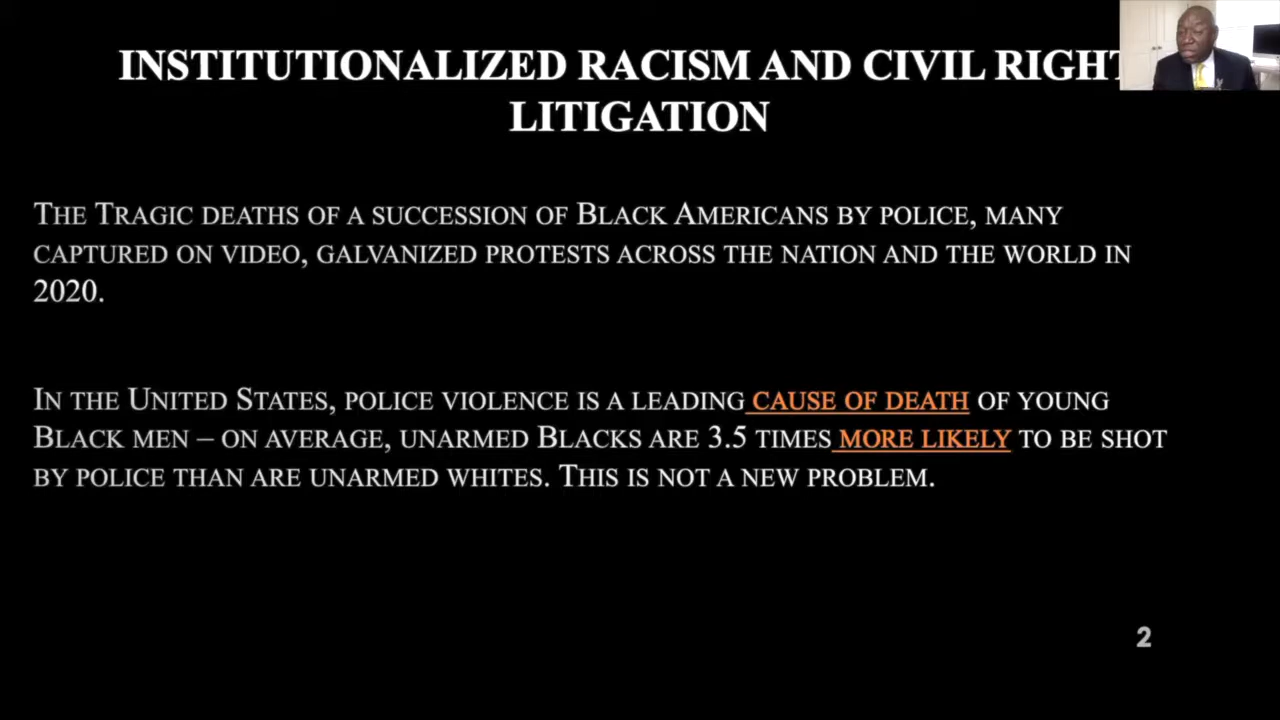 INSTITUTIONALIZED RACISM AND CIVIL RIGHT
LITIGATION
THE TRAGIC DEATHS OF A SUCCESSION OF BLACK AMERICANS BY POLICE, MANY
CAPTURED ON VIDEO, GALVANIZED PROTESTS ACROSS THE NATION AND THE WORLD IN
2020.
IN THE UNITED STATES, POLICE VIOLENCE IS A LEADING CAUSE OF DEATH OF YOUNG
BLACK MEN – ON AVERAGE, UNARMED BLACKS ARE 3.5 TIMES MORE LIKELY TO BE SHOT
BY POLICE THAN ARE UNARMED WHITES. THIS IS NOT A NEW PROBLEM.
2